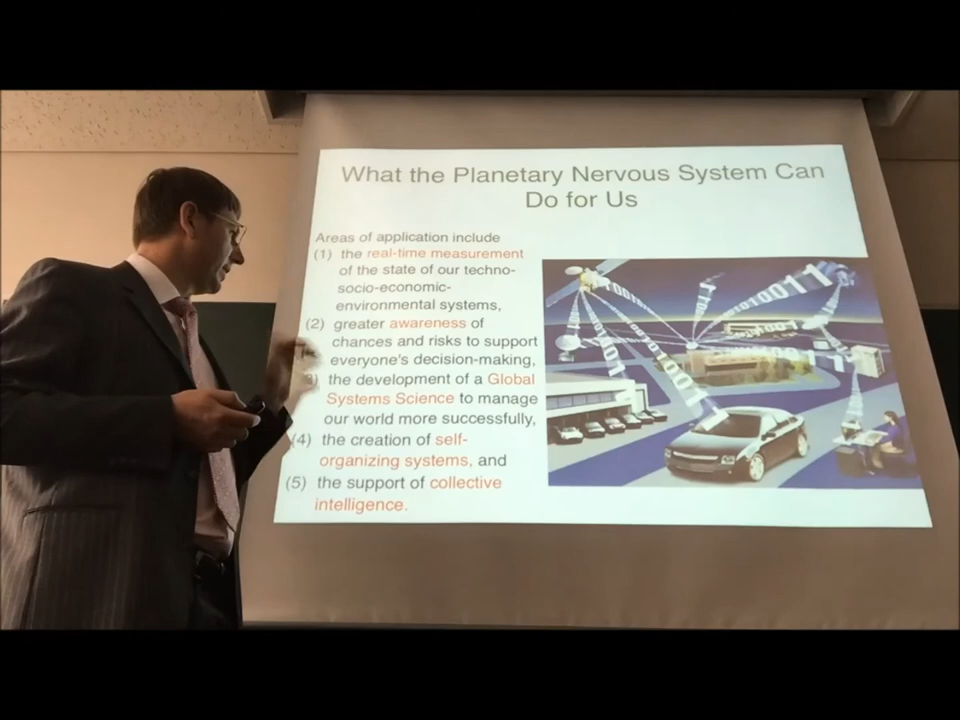 What the Planetary Nervous System Can
Do for Us
Areas of application include
(1) the real-time measurement
of the state of our techno-
socio-economic-
environmental systems,
(2) greater awareness of
chances and risks to support
everyone's decision-making,
3) the development of a Global
Systems Science to manage
our world more successfully,
(4) the creation of self-
organizing systems, and
(5) the support of collective
intelligence.